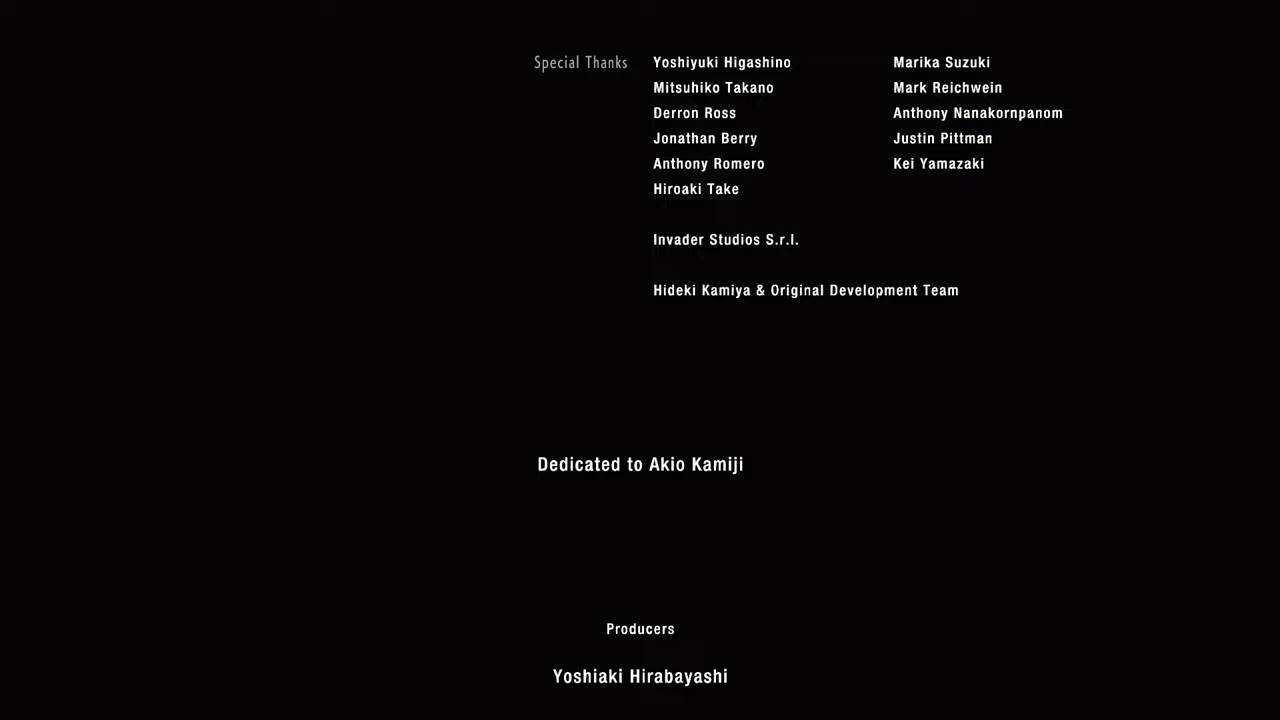 Special Thanks Yoshiyuki Higashino Marika Suzuki
Mitsuhiko Takano Mark Reichwein
Derron Ross Anthony Nanakornpanom
Jonathan Berry Justin Pittman
Anthony Romero Kei Yamazaki
Hiroaki Take
Invader Studios S.r.l.
Hideki Kamiya & Original Development Team
Dedicated to Akio Kamiji
Producers
Yoshiaki Hirabayashi